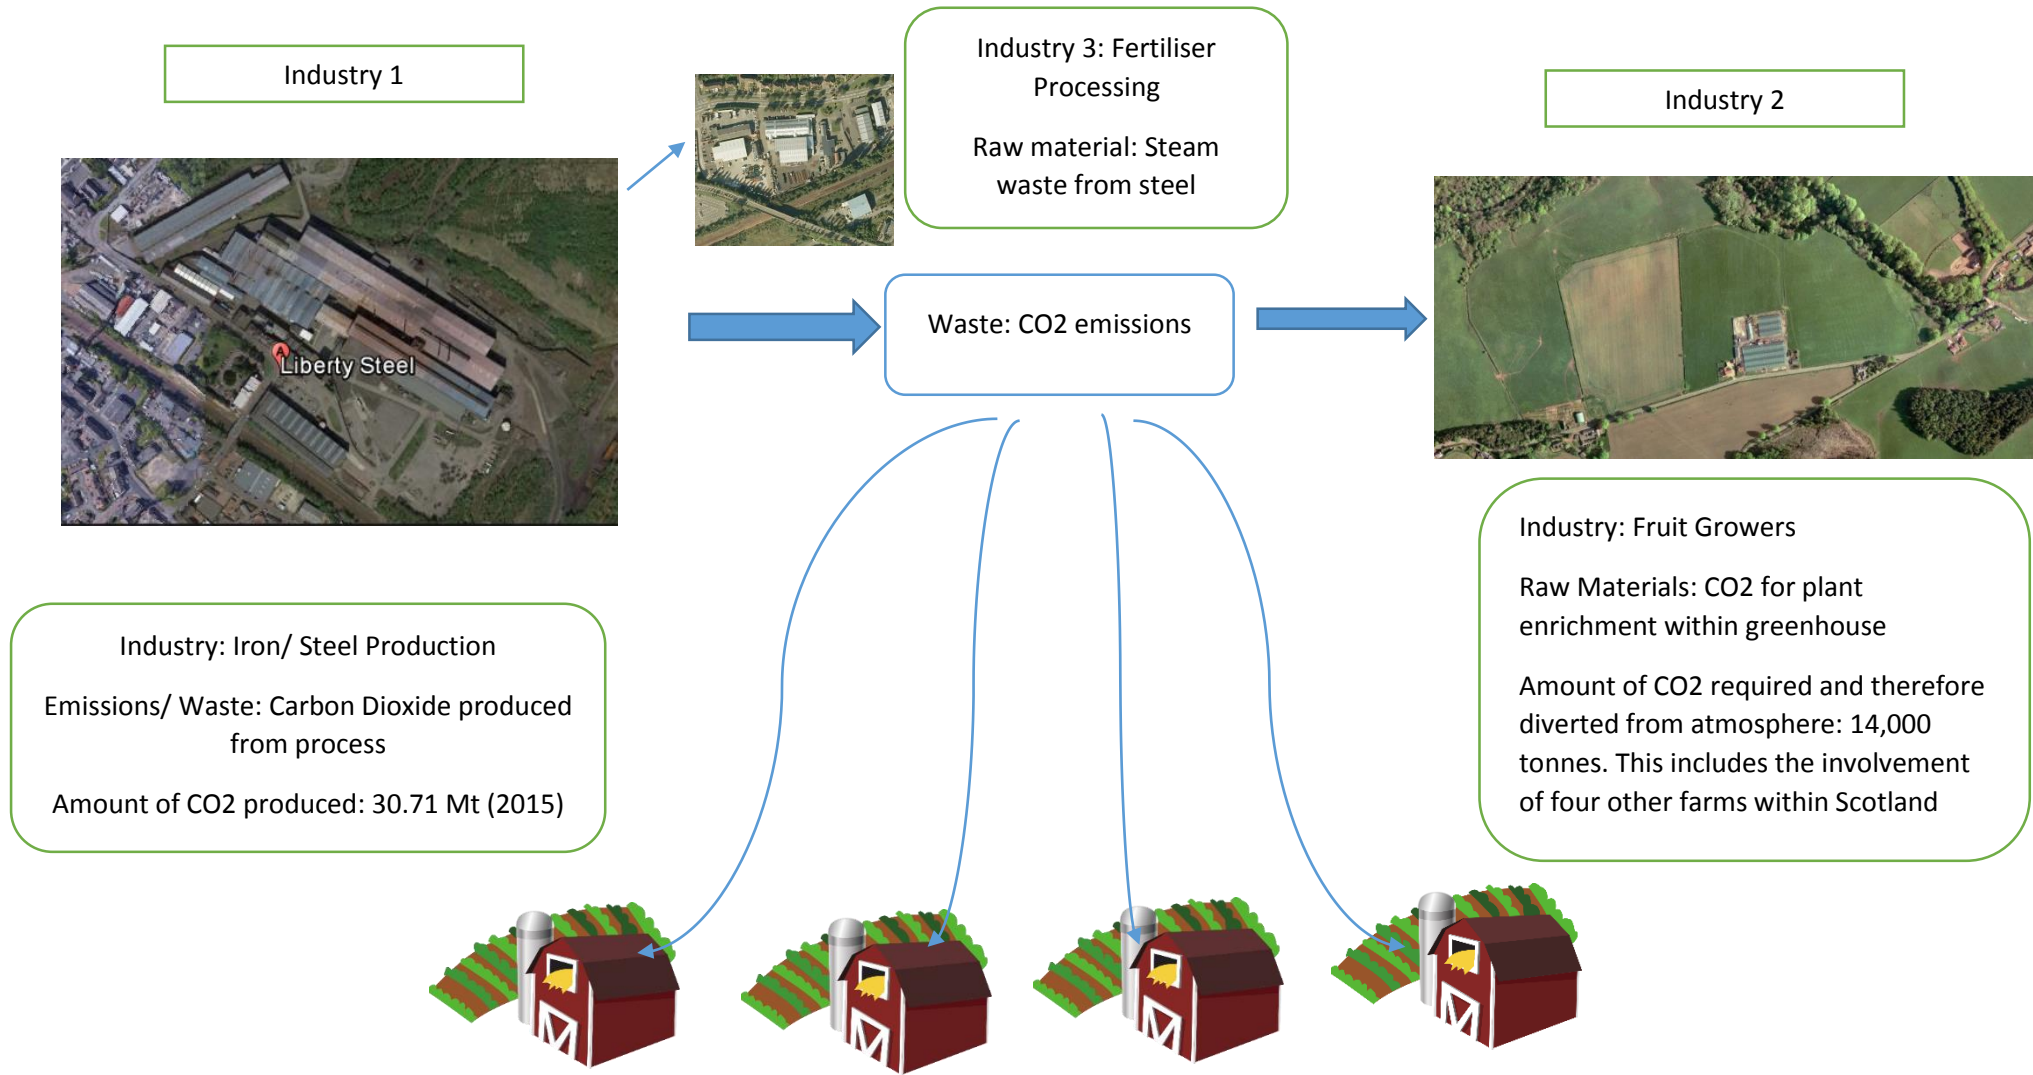 Industry 1
Industry 3: Fertiliser
Processing
Raw material: Steam
waste from steel
Industry 2
A
Liberty Steel
Waste: CO2 emissions
Industry: Iron/ Steel Production
Emissions/ Waste: Carbon Dioxide produced
from process
Amount of CO2 produced: 30.71 Mt (2015)
Industry: Fruit Growers
Raw Materials: CO2 for plant
enrichment within greenhouse
Amount of CO2 required and therefore
diverted from atmosphere: 14,000
tonnes. This includes the involvement
of four other farms within Scotland